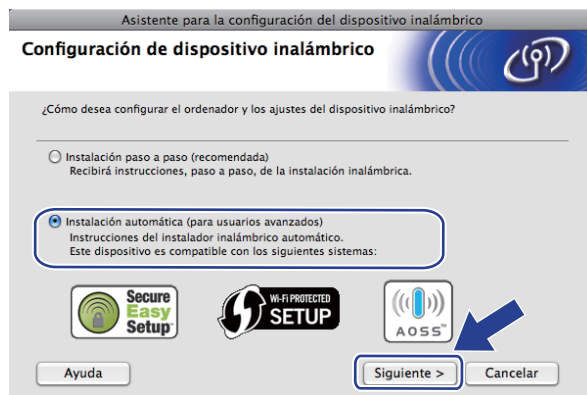 Asistente para la configuración del dispositivo inalámbrico
Configuración de dispositivo inalámbrico
¿Cómo desea configurar el ordenador y los ajustes del dispositivo inalámbrico?
Instalación paso a paso (recomendada)
Recibirá instrucciones, paso a paso, de la instalación inalámbrica.
Instalación automática (para usuarios avanzados)
Instrucciones del instalador inalámbrico automático.
Este dispositivo es compatible con los siguientes sistemas:
Secure
Easy
Setup™
Wi-Fi PROTECTED
SETUP
AOSS™
Ayuda
Siguiente >
Cancelar